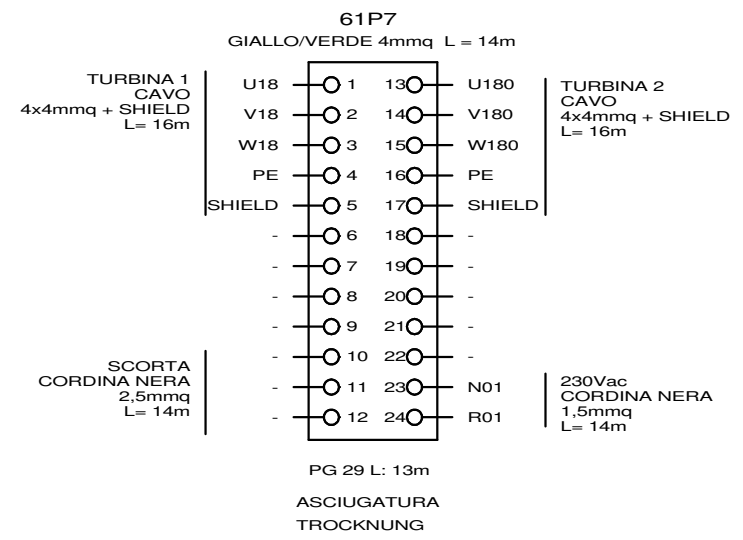 61P7
GIALLO/VERDE 4mmq L = 14m
TURBINA 1
CAVO
4x4mmq + SHIELD
L= 16m
TURBINA 2
CAVO
4x4mmq + SHIELD
L= 16m
U18 1 13 U180
V18 2 14 V180
W18 3 15 W180
PE 4 16 PE
SHIELD 5 17 SHIELD
- 6 18 -
- 7 19 -
- 8 20 -
- 9 21 -
- 10 22 -
- 11 23 N01
- 12 24 R01
SCORTA
CORDINA NERA
2,5mmq
L= 14m
230Vac
CORDINA NERA
1,5mmq
L= 14m
PG 29 L: 13m
ASCIUGATURA
TROCKNUNG